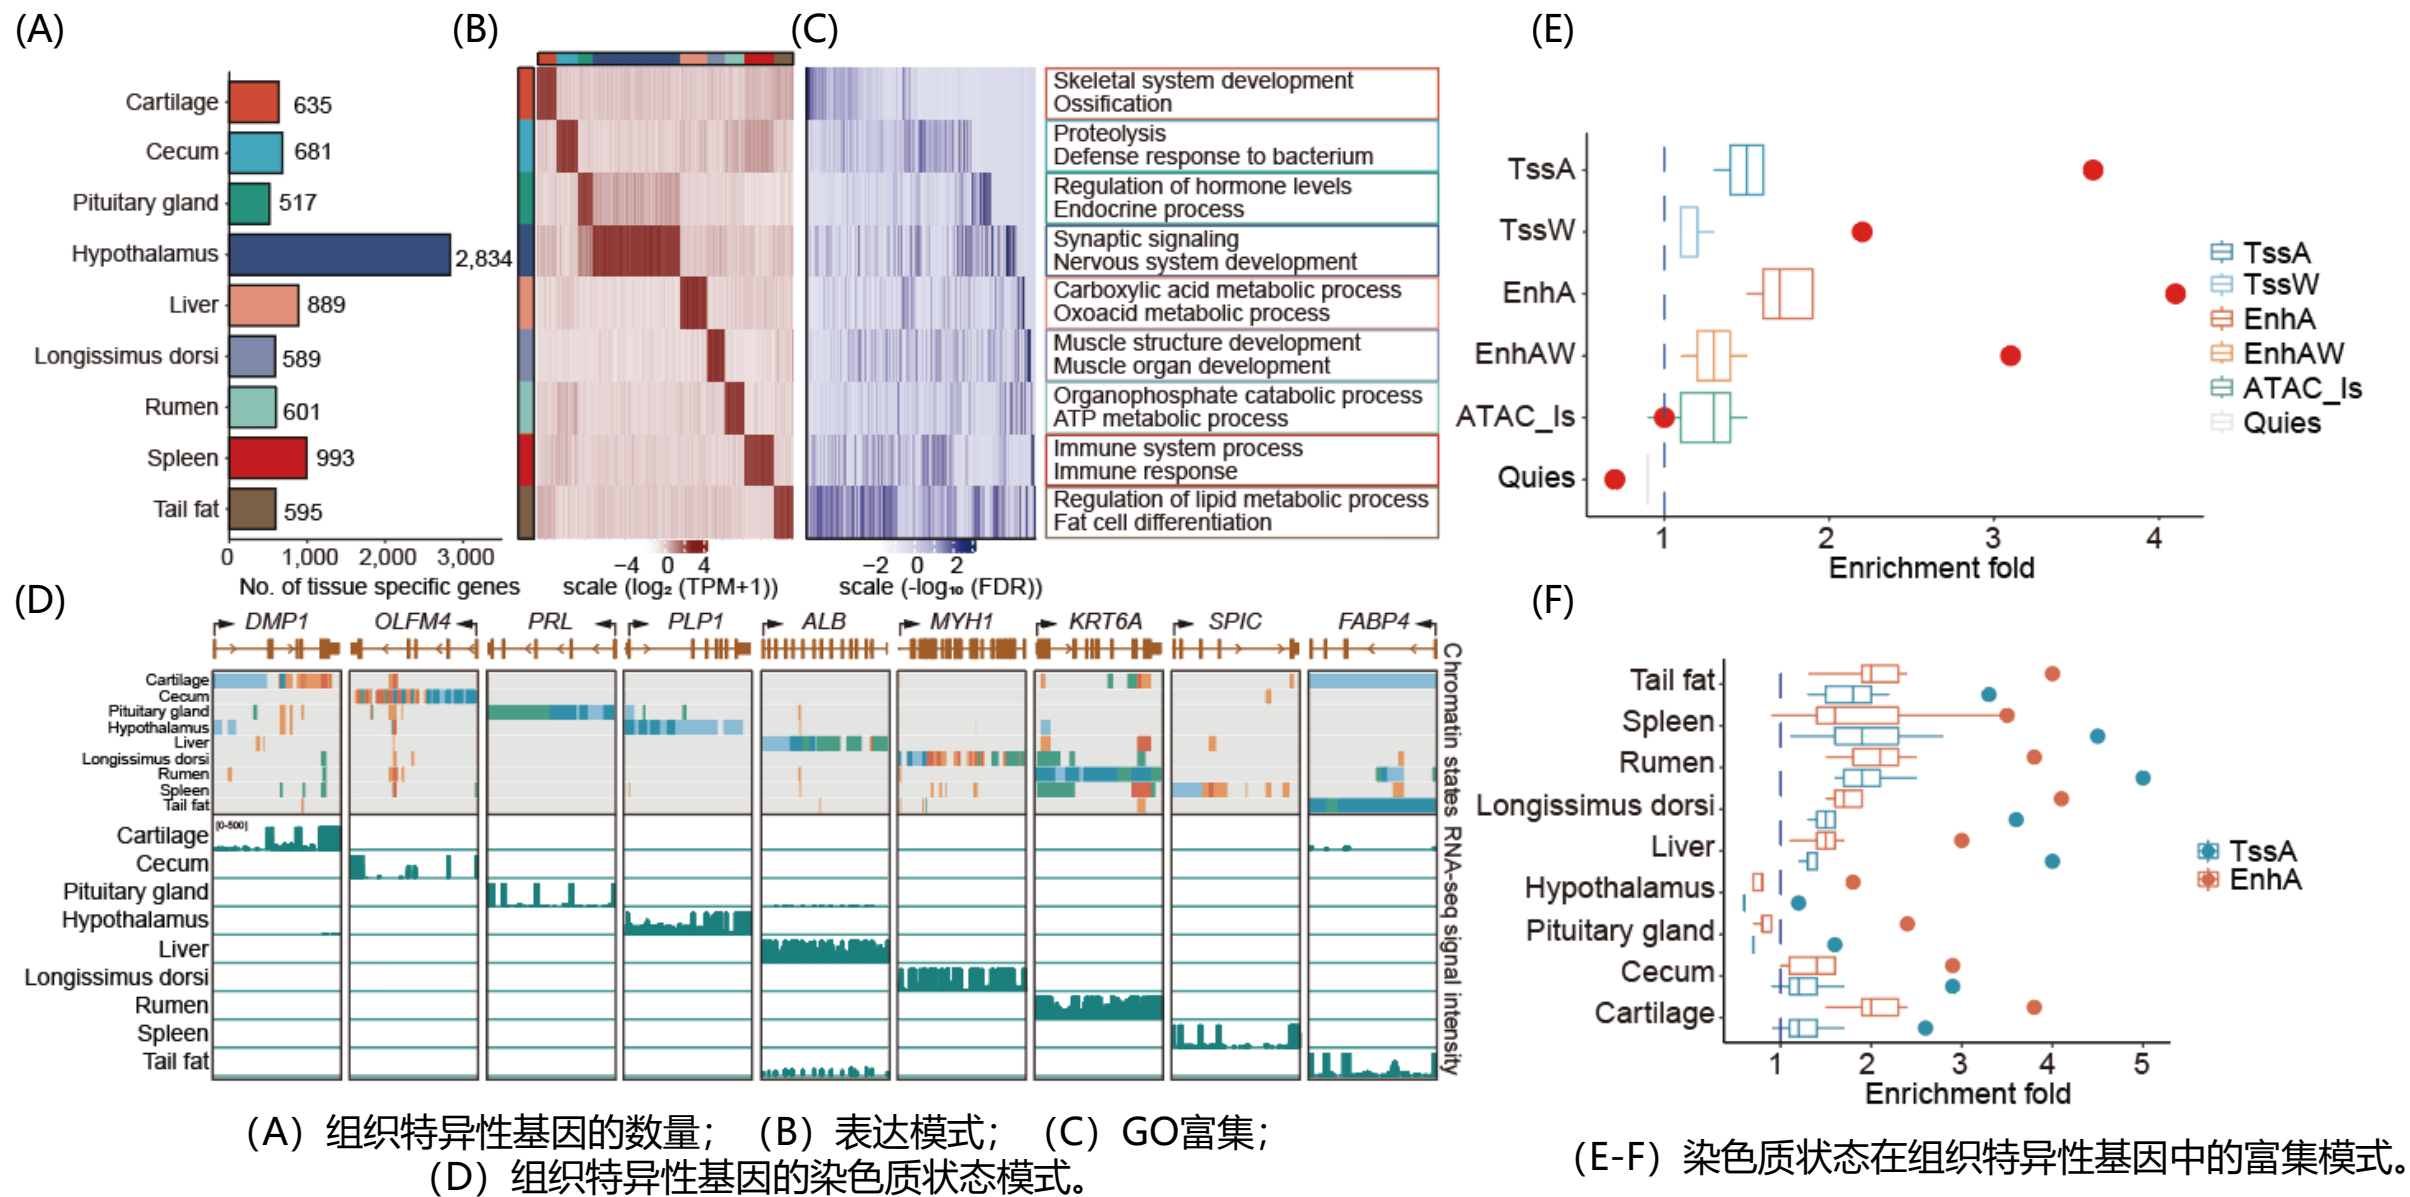 (A)
Cartilage
635
Cecum
681
Pituitary gland
517
Hypothalamus
2,834
Liver
889
Longissimus dorsi
589
Rumen
601
Spleen
993
Tail fat
595
0 1,000 2,000 3,000
No. of tissue specific genes
(B)
−4 0 4
scale (log₂ (TPM+1))
(C)
Skeletal system development
Ossification
Proteolysis
Defense response to bacterium
Regulation of hormone levels
Endocrine process
Synaptic signaling
Nervous system development
Carboxylic acid metabolic process
Oxoacid metabolic process
Muscle structure development
Muscle organ development
Organophosphate catabolic process
ATP metabolic process
Immune system process
Immune response
Regulation of lipid metabolic process
Fat cell differentiation
−2 0 2
scale (-log₁₀ (FDR))
(D)
DMP1 OLFM4 PRL PLP1 ALB MYH1 KRT6A SPIC FABP4
Cartilage
Cecum
Pituitary gland
Hypothalamus
Liver
Longissimus dorsi
Rumen
Spleen
Tail fat
Chromatin states
Cartilage
[0-500]
Cecum
Pituitary gland
Hypothalamus
Liver
Longissimus dorsi
Rumen
Spleen
Tail fat
RNA-seq signal intensity
(E)
TssA
TssW
EnhA
EnhAW
ATAC_Is
Quies
1 2 3 4
Enrichment fold
TssA
TssW
EnhA
EnhAW
ATAC_Is
Quies
(F)
Tail fat
Spleen
Rumen
Longissimus dorsi
Liver
Hypothalamus
Pituitary gland
Cecum
Cartilage
1 2 3 4 5
Enrichment fold
TssA
EnhA
（A）组织特异性基因的数量；（B）表达模式；（C）GO富集；
（D）组织特异性基因的染色质状态模式。
（E-F）染色质状态在组织特异性基因中的富集模式。